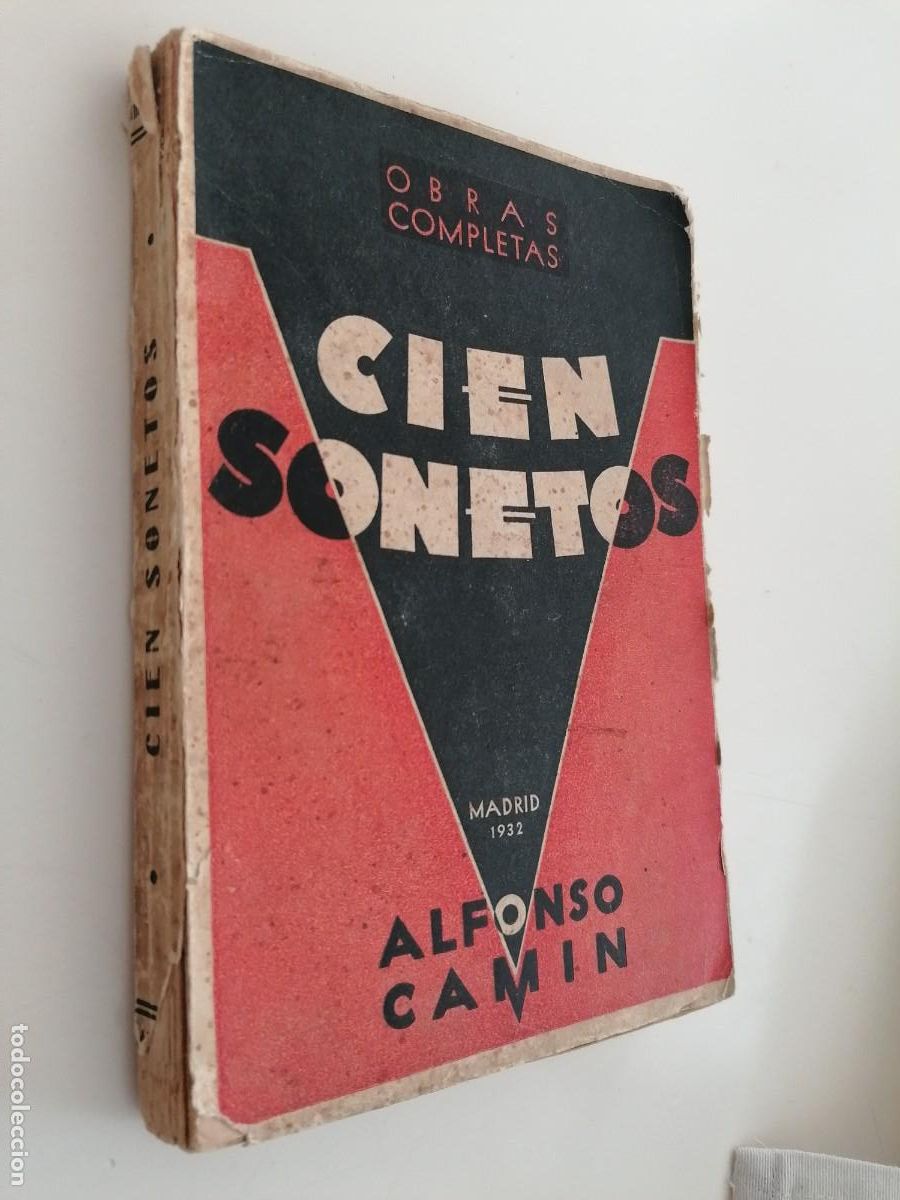 OBRAS
COMPLETAS
CIEN
SONETOS
MADRID
1932
ALFONSO
CAMIN
· CIEN SONETOS ·
todocoleccion